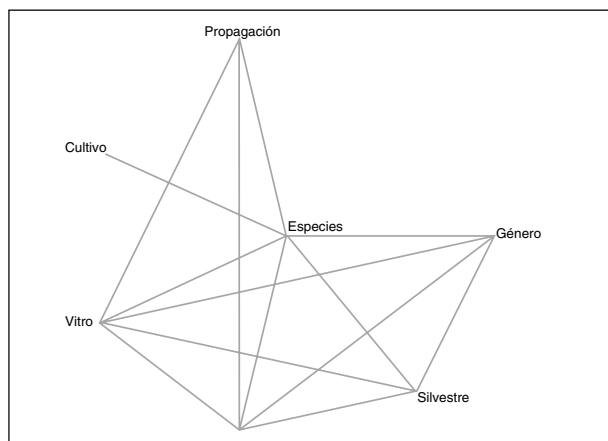 Propagación
Cultivo
Especies
Género
Vitro
Silvestre